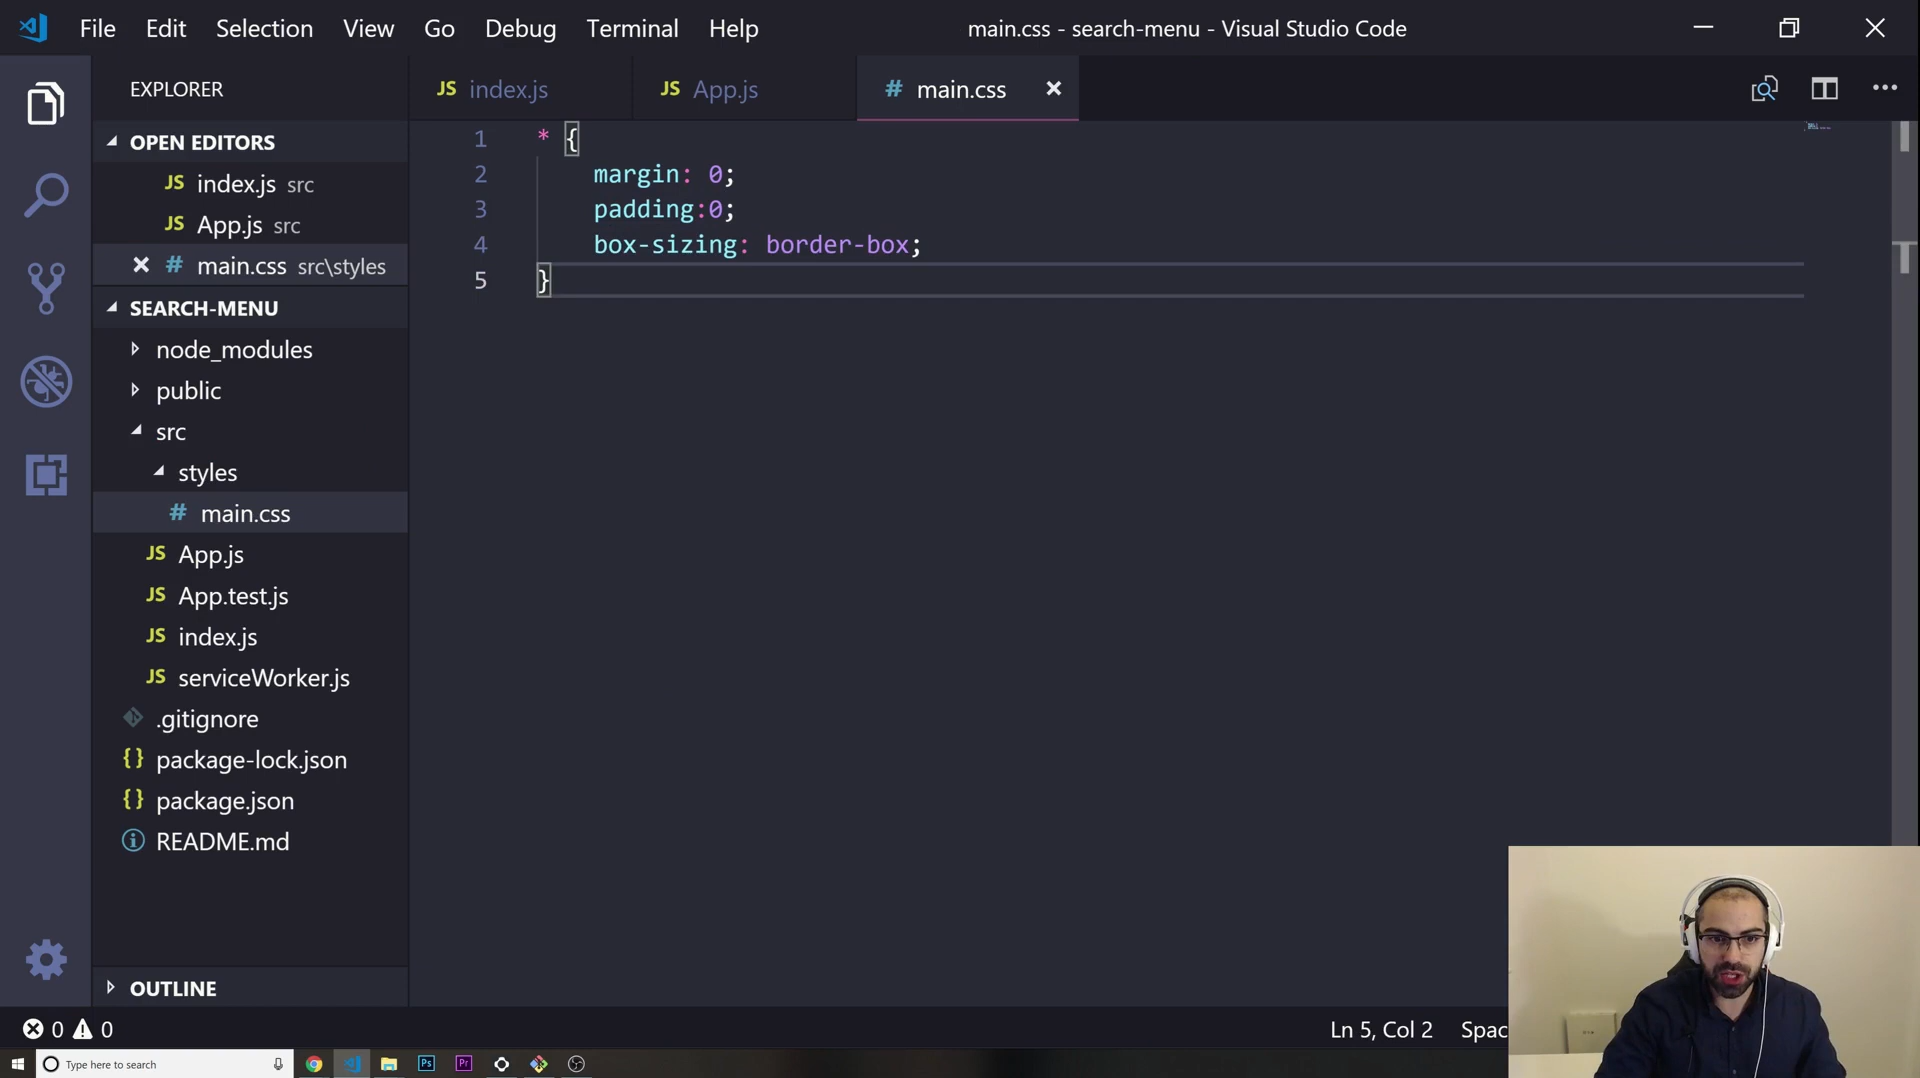 File Edit Selection View Go Debug Terminal Help
main.css - search-menu - Visual Studio Code
EXPLORER
JS index.js
JS App.js
# main.css
OPEN EDITORS
JS index.js src
JS App.js src
# main.css src\styles
SEARCH-MENU
node_modules
public
src
styles
# main.css
JS App.js
JS App.test.js
JS index.js
JS serviceWorker.js
.gitignore
{} package-lock.json
{} package.json
README.md
OUTLINE
1 * {
2 margin: 0;
3 padding:0;
4 box-sizing: border-box;
5 }
0 0
Ln 5, Col 2 Spac
Type here to search
Ps
Pr